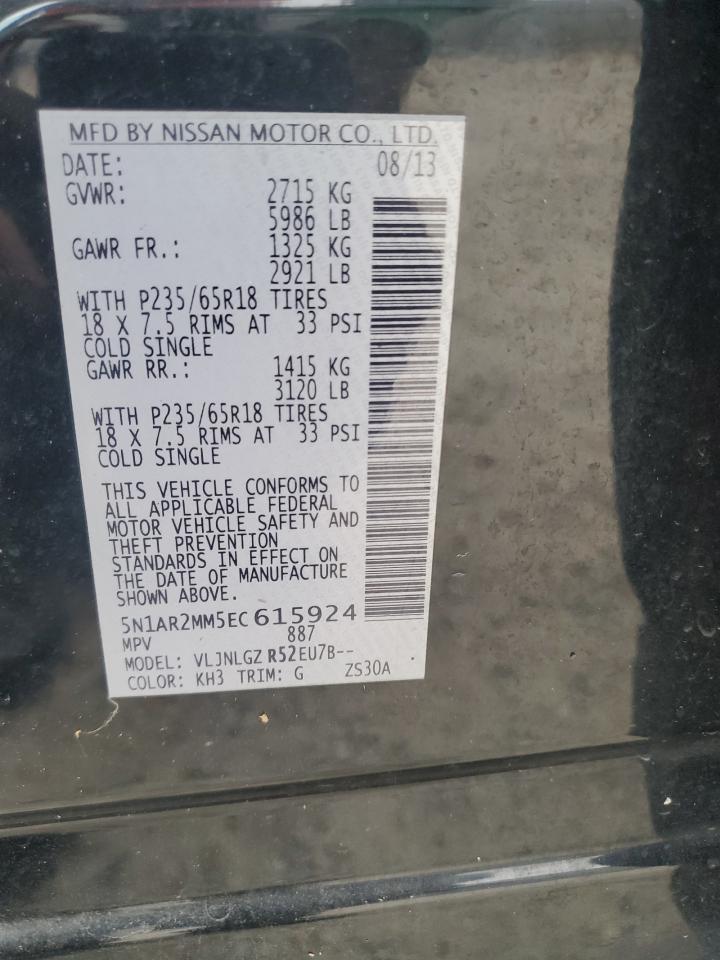 MFD BY NISSAN MOTOR CO., LTD.
DATE: 08/13
GVWR: 2715 KG
5986 LB
GAWR FR.: 1325 KG
2921 LB
WITH P235/65R18 TIRES
18 X 7.5 RIMS AT 33 PSI
COLD SINGLE
GAWR RR.: 1415 KG
3120 LB
WITH P235/65R18 TIRES
18 X 7.5 RIMS AT 33 PSI
COLD SINGLE
THIS VEHICLE CONFORMS TO
ALL APPLICABLE FEDERAL
MOTOR VEHICLE SAFETY AND
THEFT PREVENTION
STANDARDS IN EFFECT ON
THE DATE OF MANUFACTURE
SHOWN ABOVE.
5N1AR2MM5EC615924
MPV 887
MODEL: VLJNLGZ R52EU7B--
COLOR: KH3 TRIM: G ZS30A